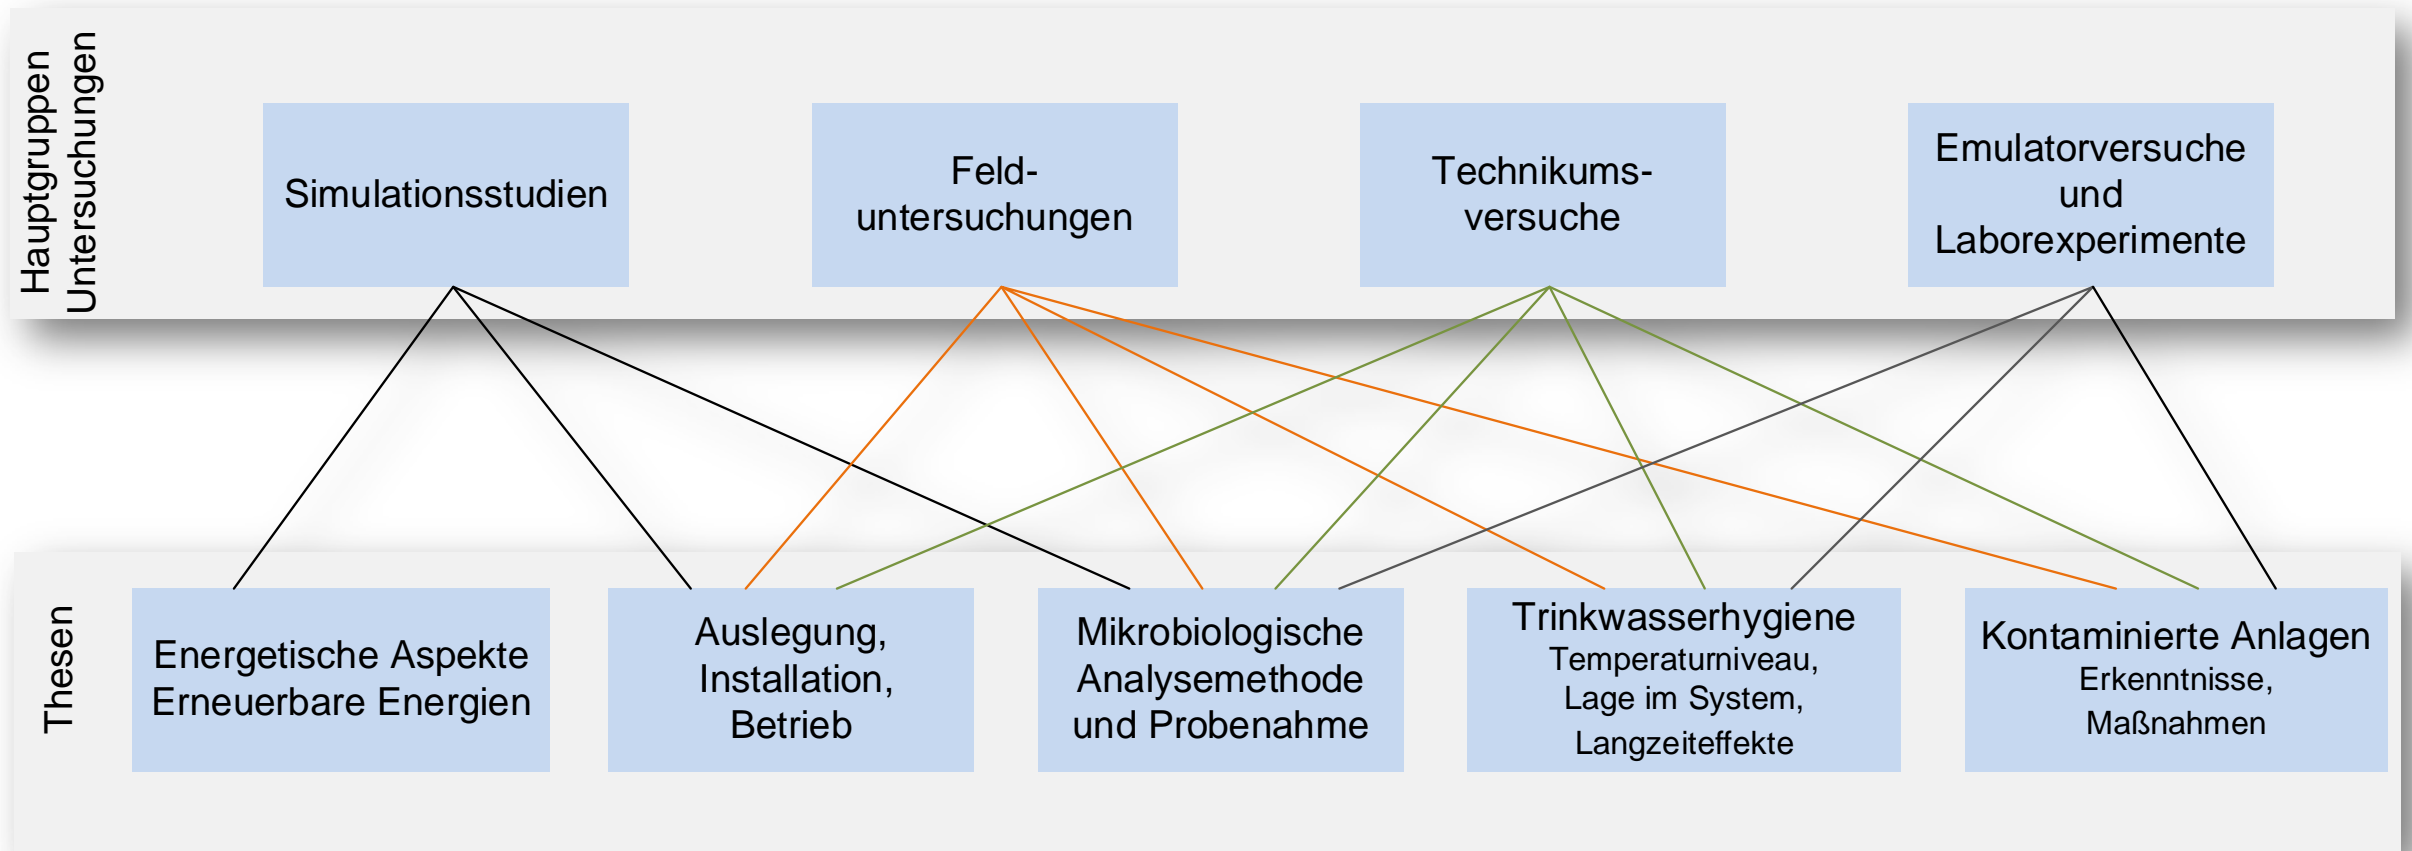 Hauptgruppen
Untersuchungen
Simulationsstudien
Feld-
untersuchungen
Technikums-
versuche
Emulatorversuche
und
Laborexperimente
Thesen
Energetische Aspekte
Erneuerbare Energien
Auslegung,
Installation,
Betrieb
Mikrobiologische
Analysemethode
und Probenahme
Trinkwasserhygiene
Temperaturniveau,
Lage im System,
Langzeiteffekte
Kontaminierte Anlagen
Erkenntnisse,
Maßnahmen